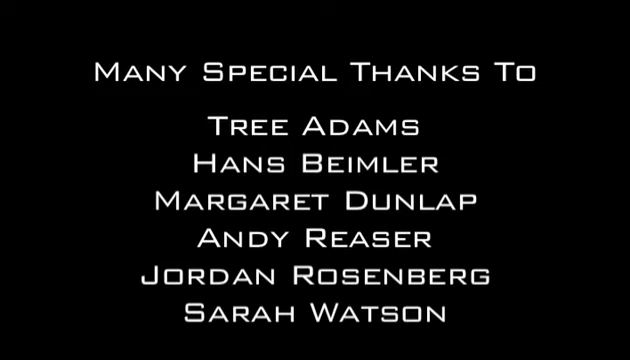 Many Special Thanks To
Tree Adams
Hans Beimler
Margaret Dunlap
Andy Reaser
Jordan Rosenberg
Sarah Watson